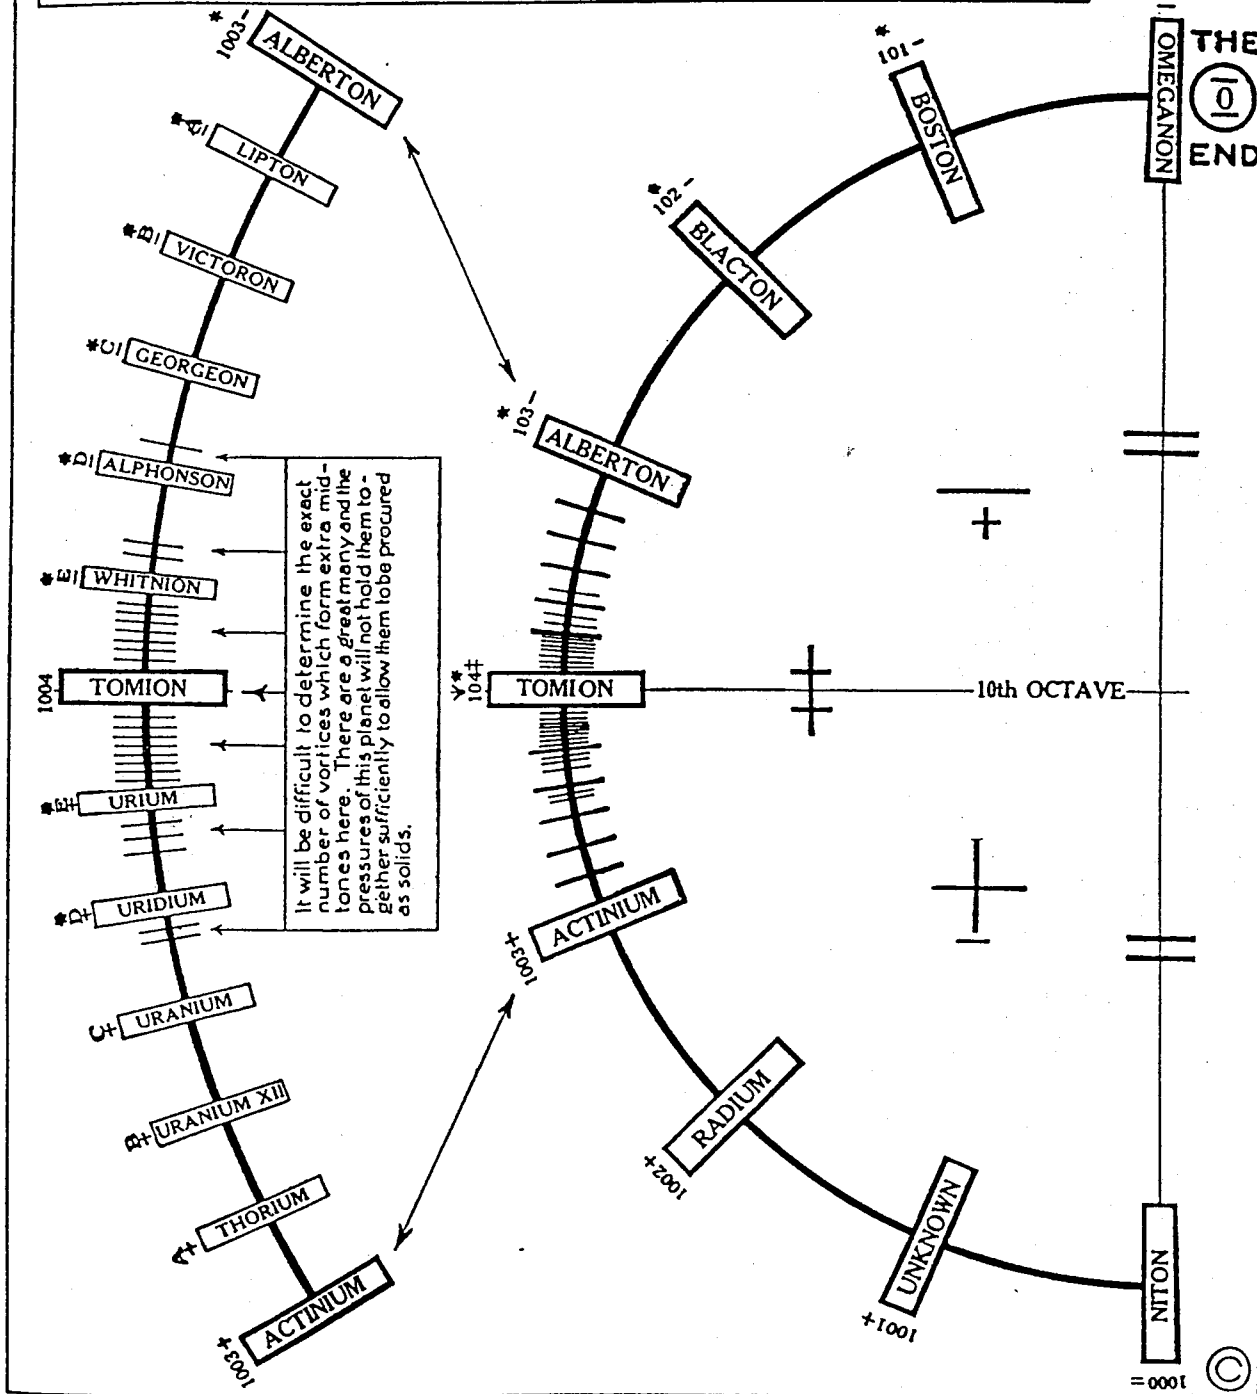 THE
0
END
OMEGANON
* 101-
BOSTON
* 102-
BLACTON
* 103-
ALBERTON
* 1003-
ALBERTON
*A-
LIPTON
*B-
VICTORON
*C-
GEORGEON
*D-
ALPHONSON
*E-
WHITNION
1004
TOMION
*E+
URIUM
*D+
URIDIUM
C+
URANIUM
B+
URANIUM XII
A+
THORIUM
1003+
ACTINIUM
It will be difficult to determine the exact
number of vortices which form extra mid-
tones here. There are a great many and the
pressures of this planet will not hold them to-
gether sufficiently to allow them to be procured
as solids.
104‡
TOMION
10th OCTAVE
+
1003+
ACTINIUM
1002+
RADIUM
1001+
UNKNOWN
1000=
NITON
©